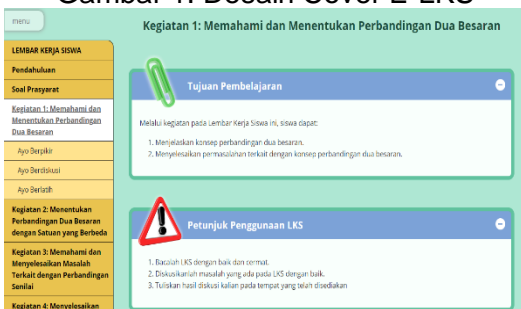 Gambar 1. Desain Cover E-LKS
menu
LEMBAR KERJA SISWA
Pendahuluan
Soal Prasyarat
Kegiatan 1: Memahami dan
Menentukan Perbandingan
Dua Besaran
Ayo Berpikir
Ayo Berdiskusi
Ayo Berlatih
Kegiatan 2: Menentukan
Perbandingan Dua Besaran
dengan Satuan yang Berbeda
Kegiatan 3: Memahami dan
Menyelesaikan Masalah
Terkait dengan Perbandingan
Senilai
Kegiatan 4: Menyelesaikan
Kegiatan 1: Memahami dan Menentukan Perbandingan Dua Besaran
Tujuan Pembelajaran
Melalui kegiatan pada Lembar Kerja Siswa ini, siswa dapat:
1. Menjelaskan konsep perbandingan dua besaran.
2. Menyelesaikan permasalahan terkait dengan konsep perbandingan dua besaran.
Petunjuk Penggunaan LKS
1. Bacalah LKS dengan baik dan cermat.
2. Diskusikanlah masalah yang ada pada LKS dengan baik.
3. Tuliskan hasil diskusi kalian pada tempat yang telah disediakan